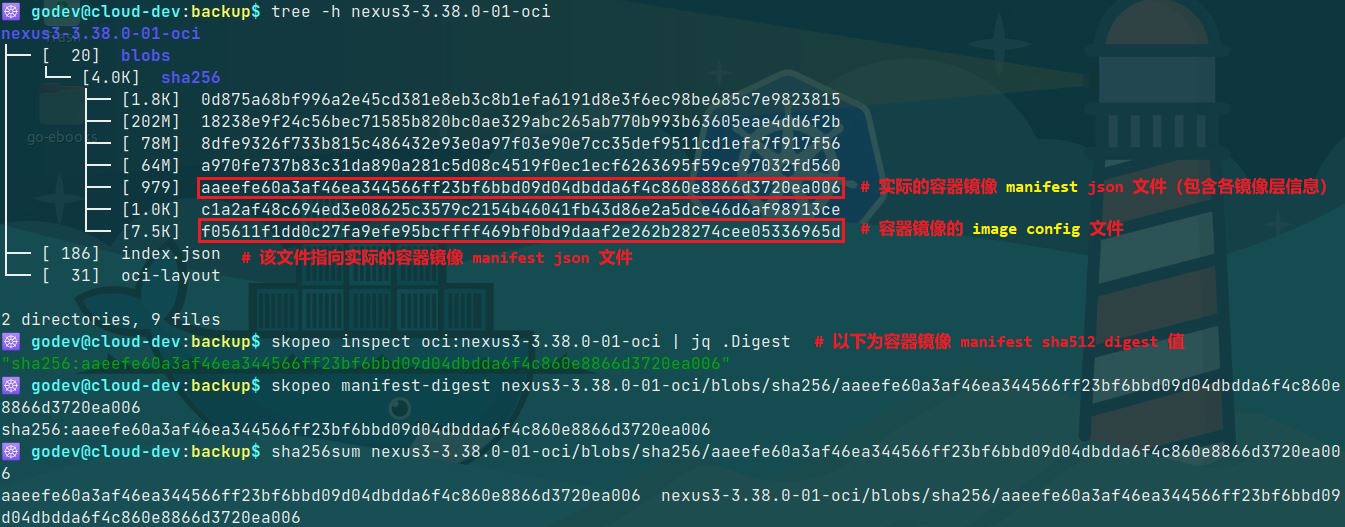 godev@cloud-dev:backup$ tree -h nexus3-3.38.0-01-oci
nexus3-3.38.0-01-oci
├── [  20]  blobs
│   └── [4.0K]  sha256
├── [1.8K]  0d875a68bf996a2e45cd381e8eb3c8b1efa6191d8e3f6ec98be685c7e9823815
├── [202M]  18238e9f24c56bec71585b820bc0ae329abc265ab770b993b63605eae4dd6f2b
├── [ 78M]  8dfe9326f733b815c486432e93e0a97f03e90e7cc35def9511cd1efa7f917f56
├── [ 64M]  a970fe737b83c31da890a281c5d08c4519f0ec1ecf6263695f59ce97032fd560
├── [ 979]  aaeefe60a3af46ea344566ff23bf6bbd09d04dbdda6f4c860e8866d3720ea006  # 实际的容器镜像 manifest json 文件（包含各镜像层信息）
├── [1.0K]  c1a2af48c694ed3e08625c3579c2154b46041fb43d86e2a5dce46d6af98913ce
└── [7.5K]  f05611f1dd0c27fa9efe95bcffff469bf0bd9daaf2e262b28274cee05336965d  # 容器镜像的 image config 文件
├── [ 186]  index.json  # 该文件指向实际的容器镜像 manifest json 文件
└── [  31]  oci-layout
2 directories, 9 files
godev@cloud-dev:backup$ skopeo inspect oci:nexus3-3.38.0-01-oci | jq .Digest  # 以下为容器镜像 manifest sha512 digest 值
"sha256:aaeefe60a3af46ea344566ff23bf6bbd09d04dbdda6f4c860e8866d3720ea006"
godev@cloud-dev:backup$ skopeo manifest-digest nexus3-3.38.0-01-oci/blobs/sha256/aaeefe60a3af46ea344566ff23bf6bbd09d04dbdda6f4c860e
8866d3720ea006
sha256:aaeefe60a3af46ea344566ff23bf6bbd09d04dbdda6f4c860e8866d3720ea006
godev@cloud-dev:backup$ sha256sum nexus3-3.38.0-01-oci/blobs/sha256/aaeefe60a3af46ea344566ff23bf6bbd09d04dbdda6f4c860e8866d3720ea00
6
aaeefe60a3af46ea344566ff23bf6bbd09d04dbdda6f4c860e8866d3720ea006  nexus3-3.38.0-01-oci/blobs/sha256/aaeefe60a3af46ea344566ff23bf6bbd09
d04dbdda6f4c860e8866d3720ea006
go-ebooks